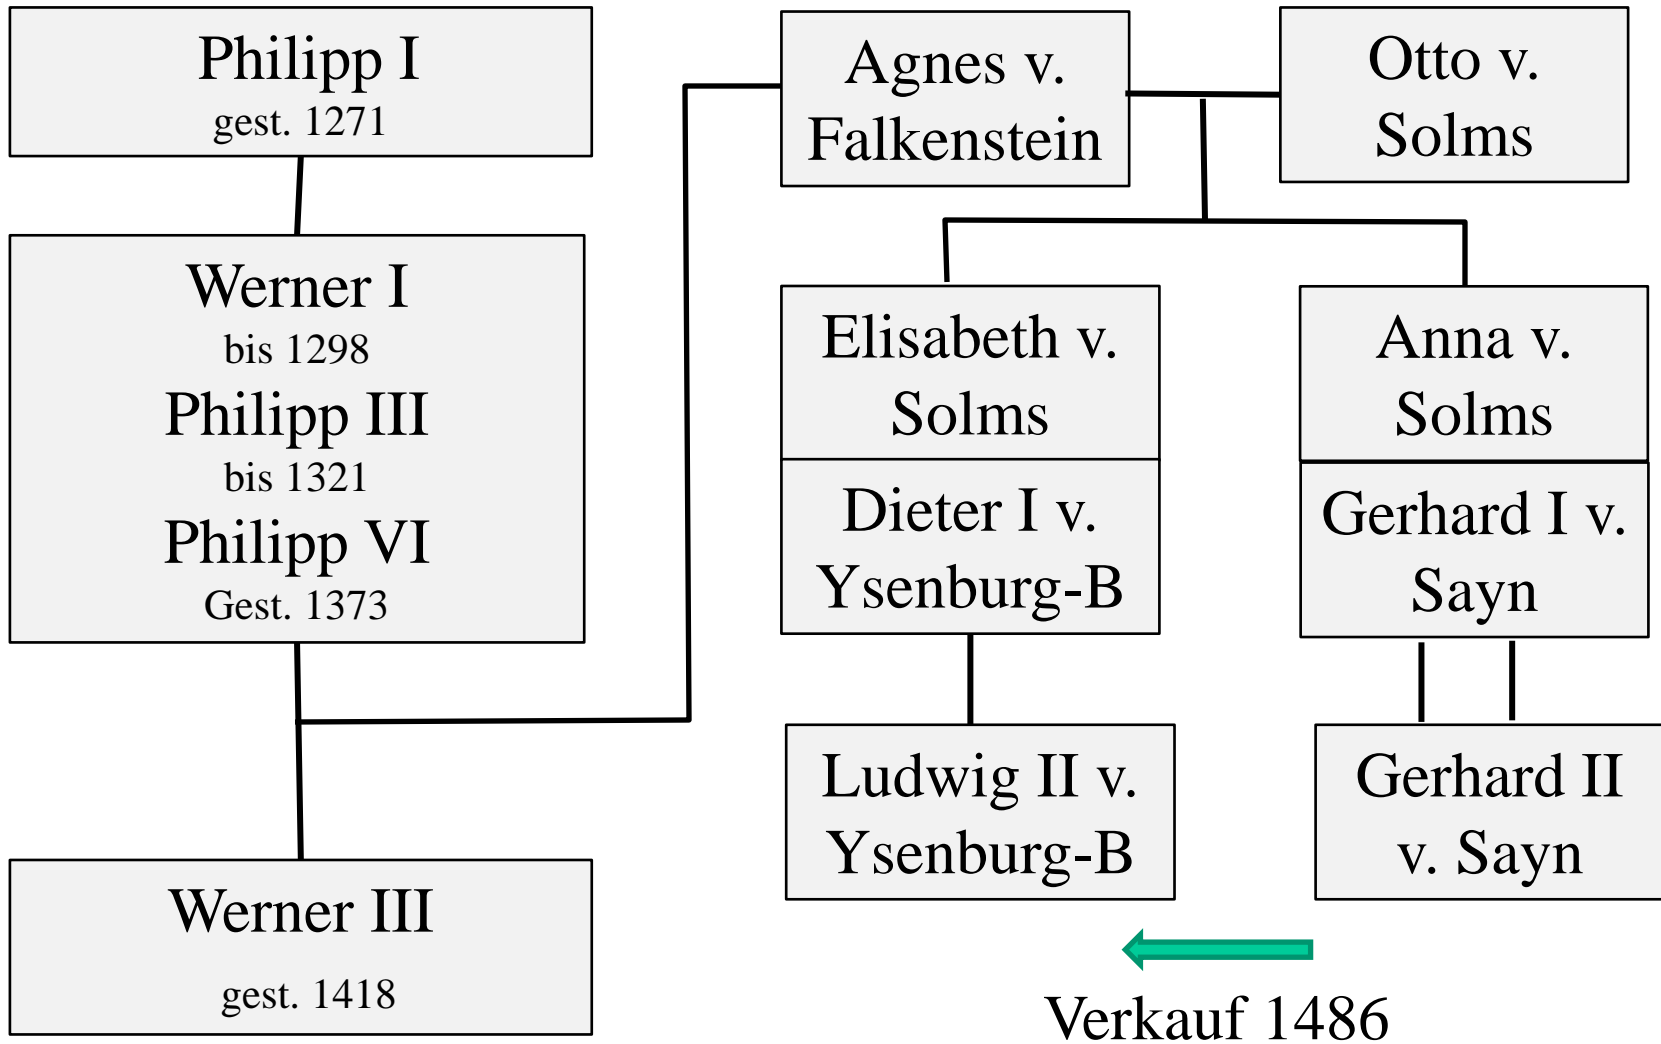 Philipp I
gest. 1271
Werner I
bis 1298
Philipp III
bis 1321
Philipp VI
Gest. 1373
Werner III
gest. 1418
Agnes v.
Falkenstein
Otto v.
Solms
Elisabeth v.
Solms
Dieter I v.
Ysenburg-B
Anna v.
Solms
Gerhard I v.
Sayn
Ludwig II v.
Ysenburg-B
Gerhard II
v. Sayn
Verkauf 1486